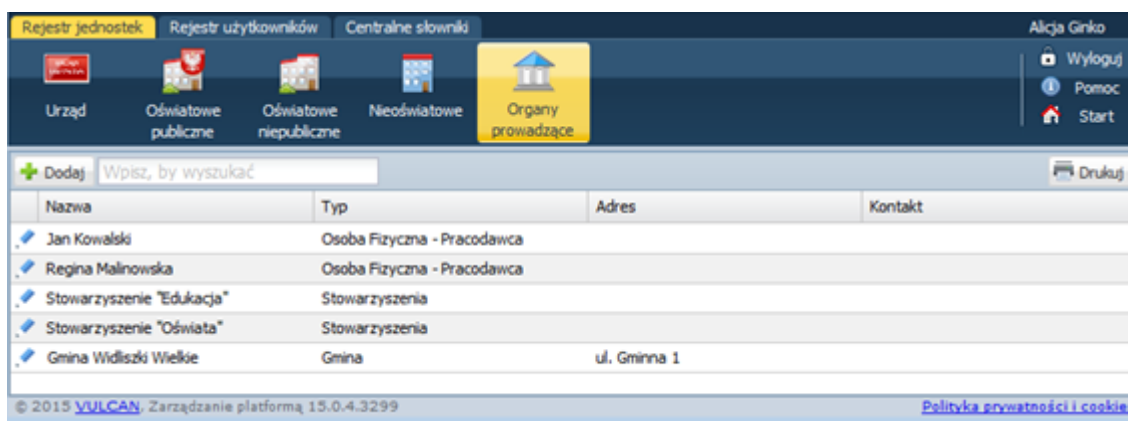 Rejestr jednostek Rejestr użytkowników Centralne słowniki Alicja Ginko
Wyloguj
Pomoc
Start
Urząd Oświatowe publiczne Oświatowe niepubliczne Nieoświatowe Organy prowadzące
Dodaj Wpisz, by wyszukać Drukuj
Nazwa Typ Adres Kontakt
Jan Kowalski Osoba Fizyczna - Pracodawca
Regina Malinowska Osoba Fizyczna - Pracodawca
Stowarzyszenie "Edukacja" Stowarzyszenia
Stowarzyszenie "Oświata" Stowarzyszenia
Gmina Widliszki Wielkie Gmina ul. Gminna 1
© 2015 VULCAN. Zarządzanie platformą 15.0.4.3299 Polityka prywatności i cookie